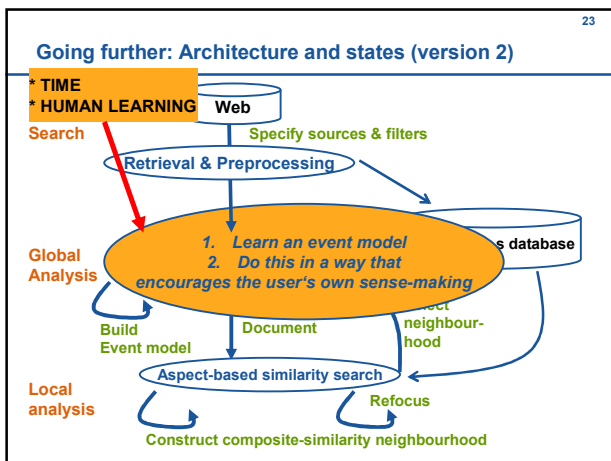 23
Going further: Architecture and states (version 2)
* TIME
* HUMAN LEARNING
Web
Search
Specify sources & filters
Retrieval & Preprocessing
1. Learn an event model
2. Do this in a way that
encourages the user's own sense-making
s database
Global
Analysis
Build
Event model
Document
neighbour-
hood
Aspect-based similarity search
Local
analysis
Refocus
Construct composite-similarity neighbourhood